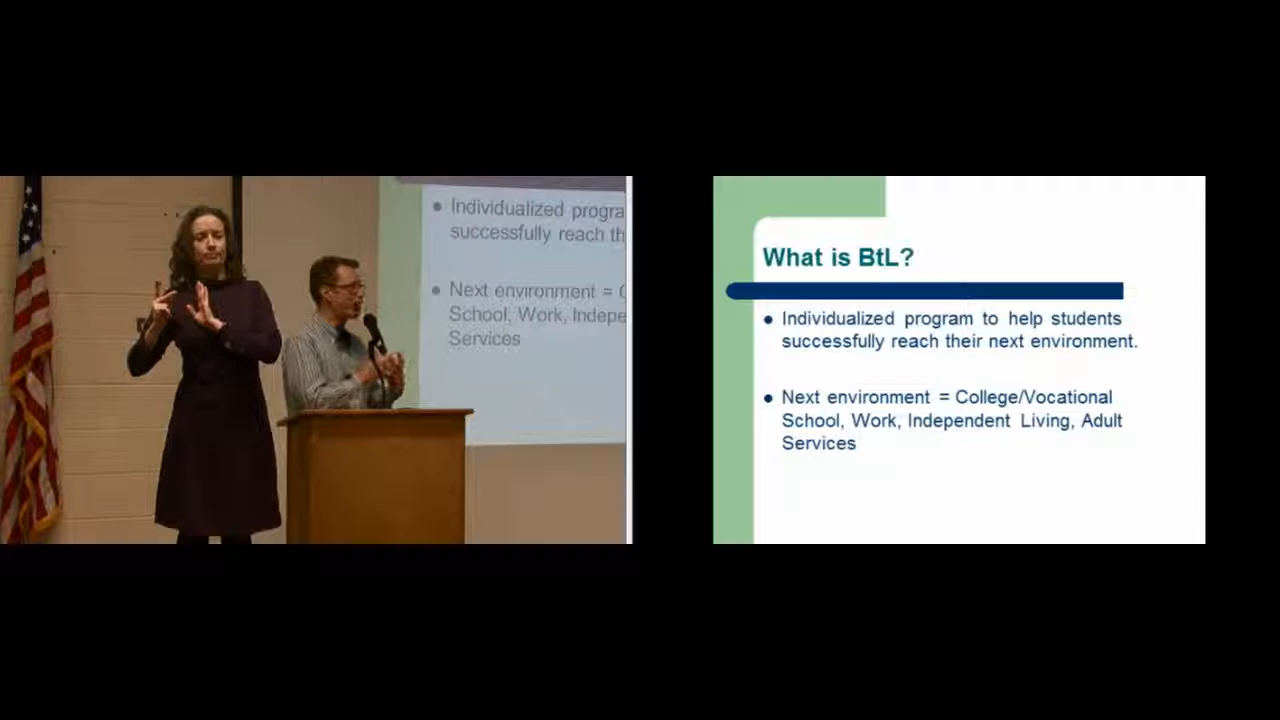 Individualized progra
successfully reach th
Next environment =
School, Work, Indepe
Services
What is BtL?
Individualized program to help students
successfully reach their next environment.
Next environment = College/Vocational
School, Work, Independent Living, Adult
Services